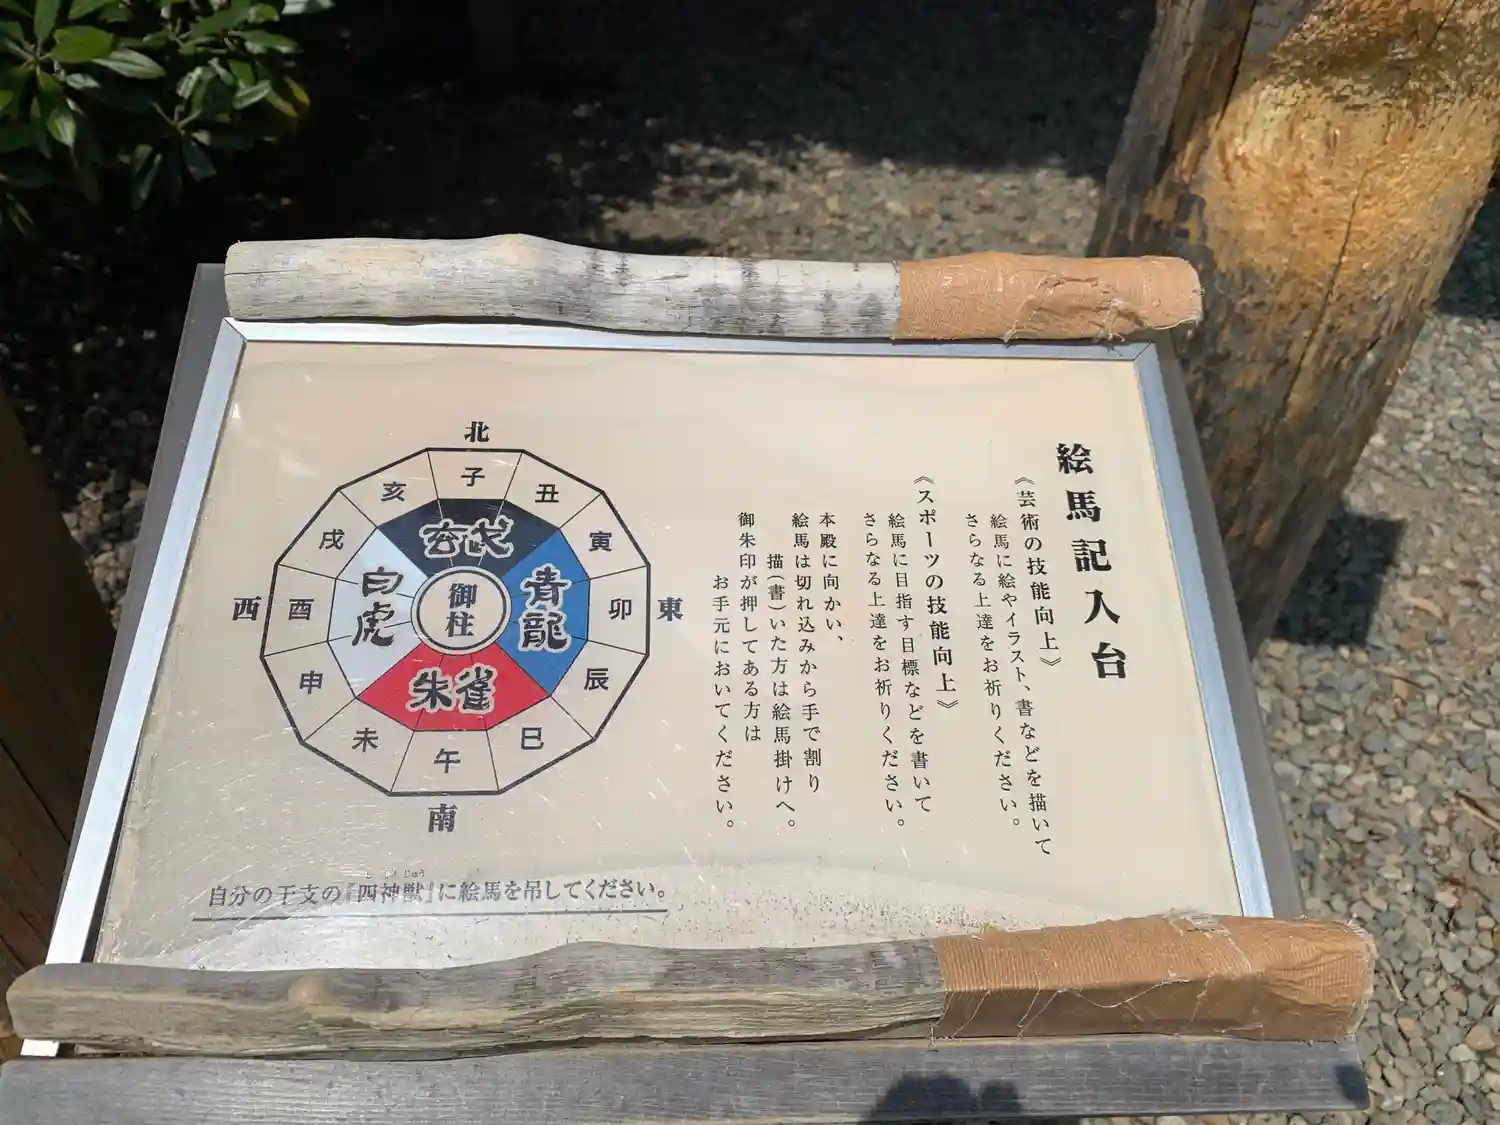 絵馬記入台
《芸術の技能向上》
絵馬に絵やイラスト、書などを描いて
さらなる上達をお祈りください。
《スポーツの技能向上》
絵馬に目指す目標などを書いて
さらなる上達をお祈りください。
本殿に向かい、
絵馬は切れ込みから手で割り
描(書)いた方は絵馬掛けへ。
御朱印が押してある方は
お手元においてください。
北
子
丑
寅
卯
東
辰
巳
午
南
未
申
酉
西
戌
亥
玄武
青龍
朱雀
白虎
御柱
自分の干支の『四神獣』に絵馬を吊してください。
ししんじゅう